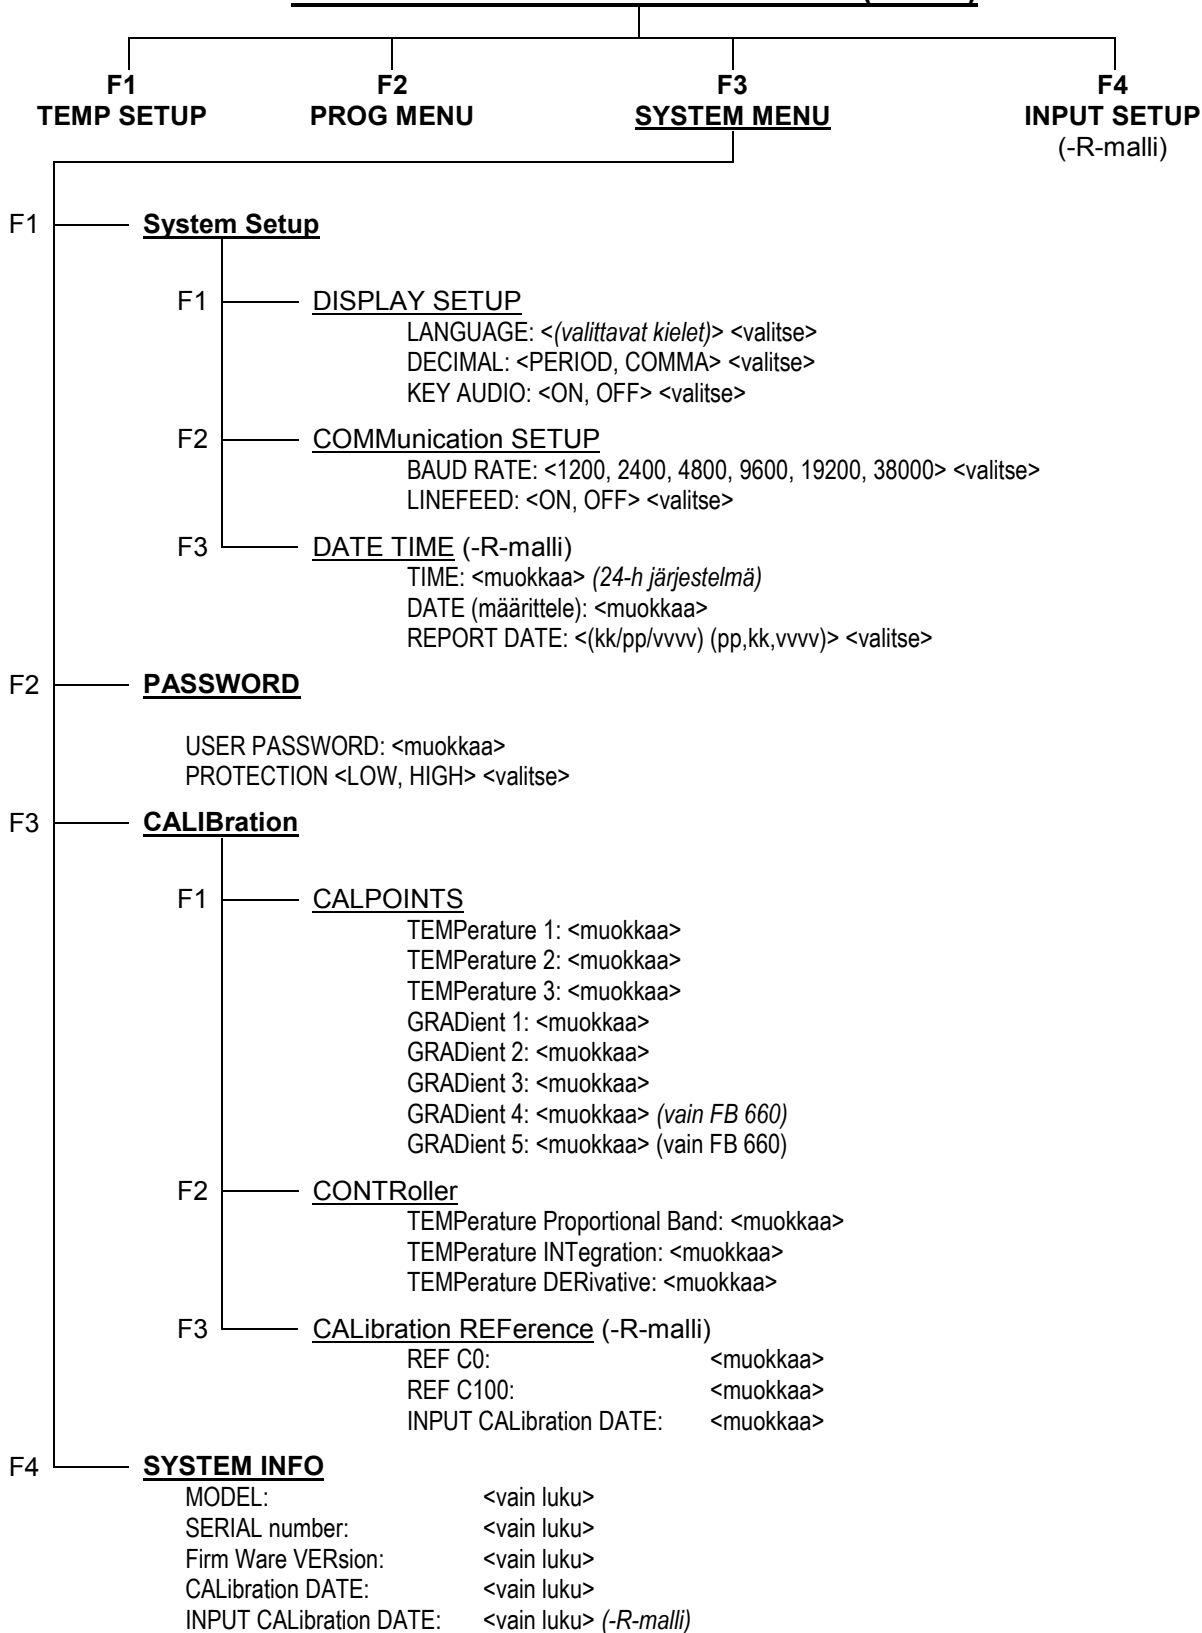 F1 F2 F3 F4
TEMP SETUP PROG MENU SYSTEM MENU INPUT SETUP
(-R-malli)
F1 System Setup
F1 DISPLAY SETUP
LANGUAGE: <(valittavat kielet)> <valitse>
DECIMAL: <PERIOD, COMMA> <valitse>
KEY AUDIO: <ON, OFF> <valitse>
F2 COMMunication SETUP
BAUD RATE: <1200, 2400, 4800, 9600, 19200, 38000> <valitse>
LINEFEED: <ON, OFF> <valitse>
F3 DATE TIME (-R-malli)
TIME: <muokkaa> (24-h järjestelmä)
DATE (määrittele): <muokkaa>
REPORT DATE: <(kk/pp/vvvv) (pp,kk,vvvv)> <valitse>
F2 PASSWORD
USER PASSWORD: <muokkaa>
PROTECTION <LOW, HIGH> <valitse>
F3 CALIBration
F1 CALPOINTS
TEMPerature 1: <muokkaa>
TEMPerature 2: <muokkaa>
TEMPerature 3: <muokkaa>
GRADient 1: <muokkaa>
GRADient 2: <muokkaa>
GRADient 3: <muokkaa>
GRADient 4: <muokkaa> (vain FB 660)
GRADient 5: <muokkaa> (vain FB 660)
F2 CONTRoller
TEMPerature Proportional Band: <muokkaa>
TEMPerature INTegration: <muokkaa>
TEMPerature DERivative: <muokkaa>
F3 CALibration REFerence (-R-malli)
REF C0: <muokkaa>
REF C100: <muokkaa>
INPUT CALibration DATE: <muokkaa>
F4 SYSTEM INFO
MODEL: <vain luku>
SERIAL number: <vain luku>
Firm Ware VERsion: <vain luku>
CALibration DATE: <vain luku>
INPUT CALibration DATE: <vain luku> (-R-malli)